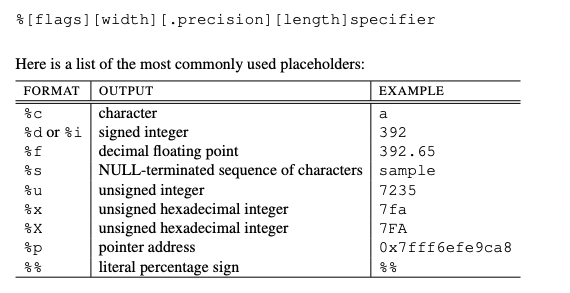 %[flags][width][.precision][length]specifier
Here is a list of the most commonly used placeholders:
FORMAT OUTPUT EXAMPLE
%c character a
%d or %i signed integer 392
%f decimal floating point 392.65
%s NULL-terminated sequence of characters sample
%u unsigned integer 7235
%x unsigned hexadecimal integer 7fa
%X unsigned hexadecimal integer 7FA
%p pointer address 0x7fff6efe9ca8
%% literal percentage sign %%